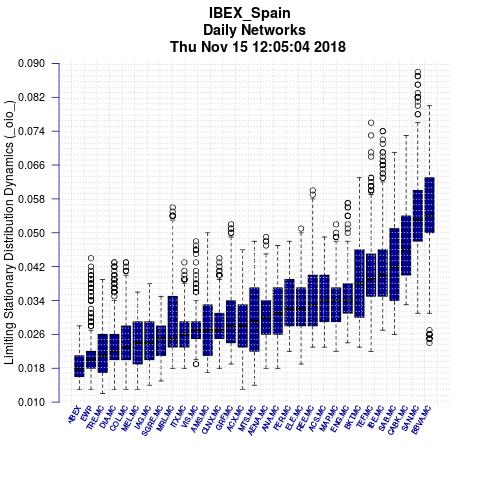 IBEX_Spain
Daily Networks
Thu Nov 15 12:05:04 2018
Limiting Stationary Distribution Dynamics (_oio_)
0.090
0.082
0.074
0.066
0.058
0.050
0.042
0.034
0.026
0.018
0.010
^IBEX
EWP
TRE.MC
DIA.MC
COL.MC
MEL.MC
IAG.MC
SGRE.MC
MRL.MC
ITX.MC
VIS.MC
AMS.MC
CLNX.MC
GRF.MC
ACX.MC
MTS.MC
AENA.MC
ANA.MC
FER.MC
ELE.MC
REE.MC
ACS.MC
MAP.MC
ENG.MC
BKT.MC
TEF.MC
IBE.MC
SAB.MC
CABK.MC
SAN.MC
BBVA.MC